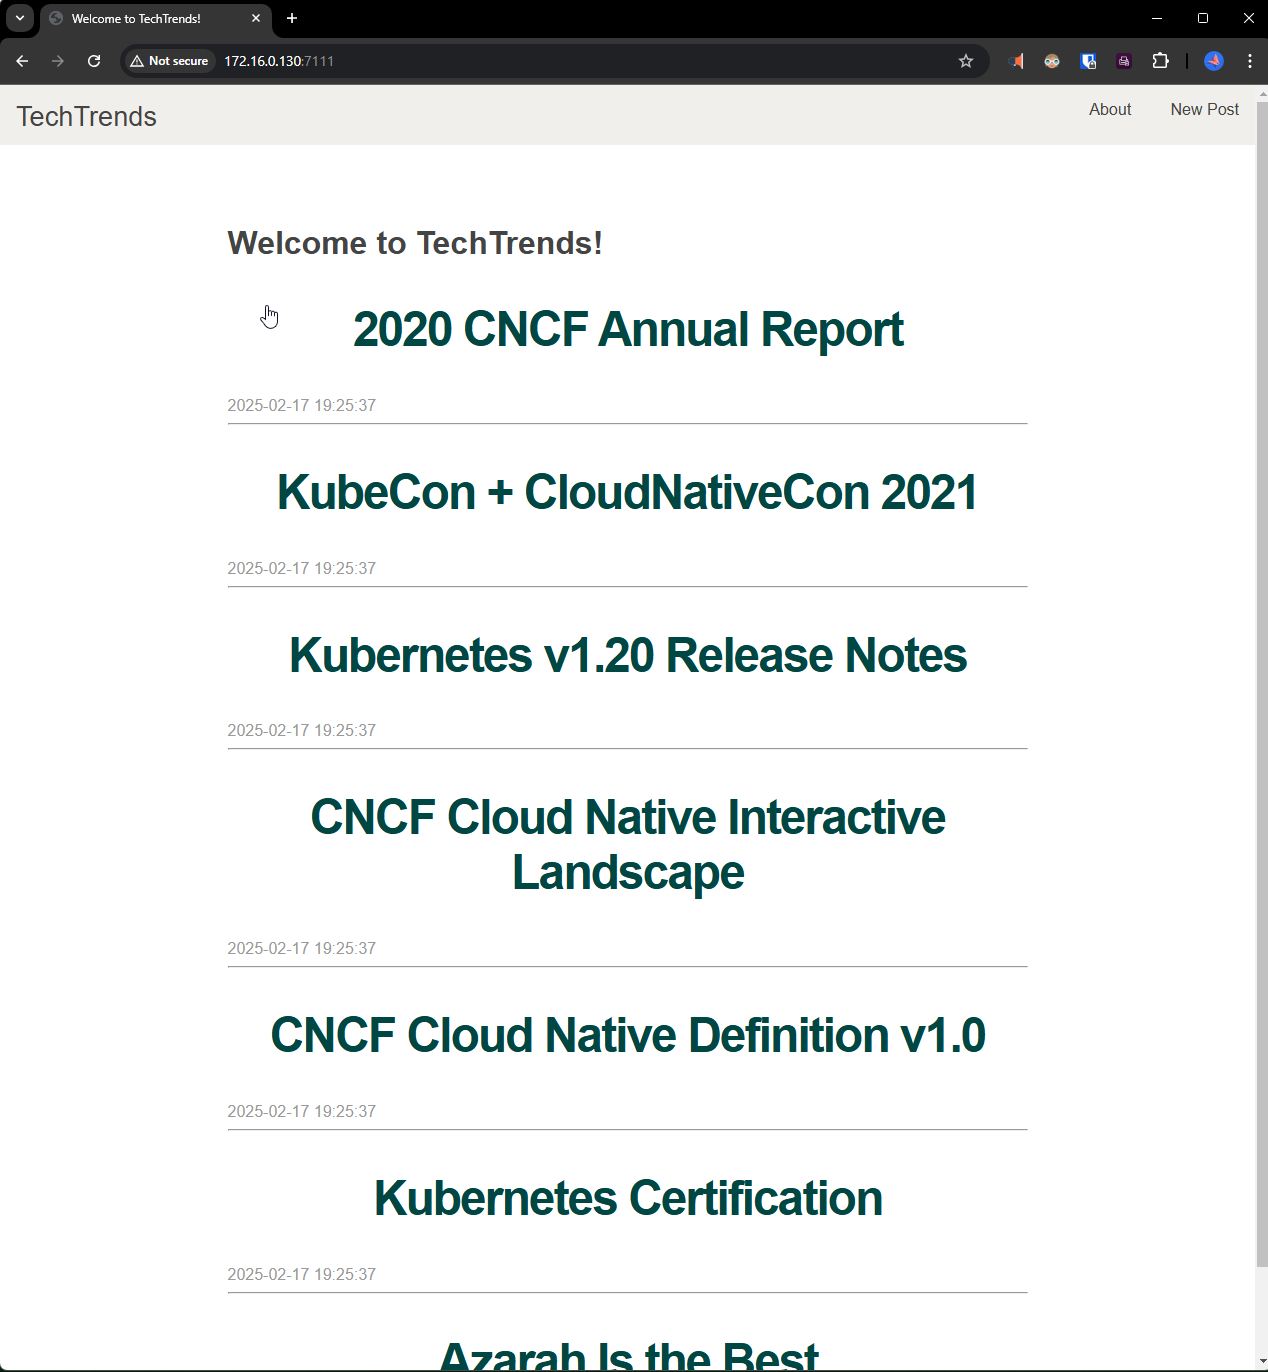 Welcome to TechTrends!
Not secure 172.16.0.130:7111
TechTrends
About New Post
Welcome to TechTrends!
2020 CNCF Annual Report
2025-02-17 19:25:37
KubeCon + CloudNativeCon 2021
2025-02-17 19:25:37
Kubernetes v1.20 Release Notes
2025-02-17 19:25:37
CNCF Cloud Native Interactive
Landscape
2025-02-17 19:25:37
CNCF Cloud Native Definition v1.0
2025-02-17 19:25:37
Kubernetes Certification
2025-02-17 19:25:37
Azarah Is the Best